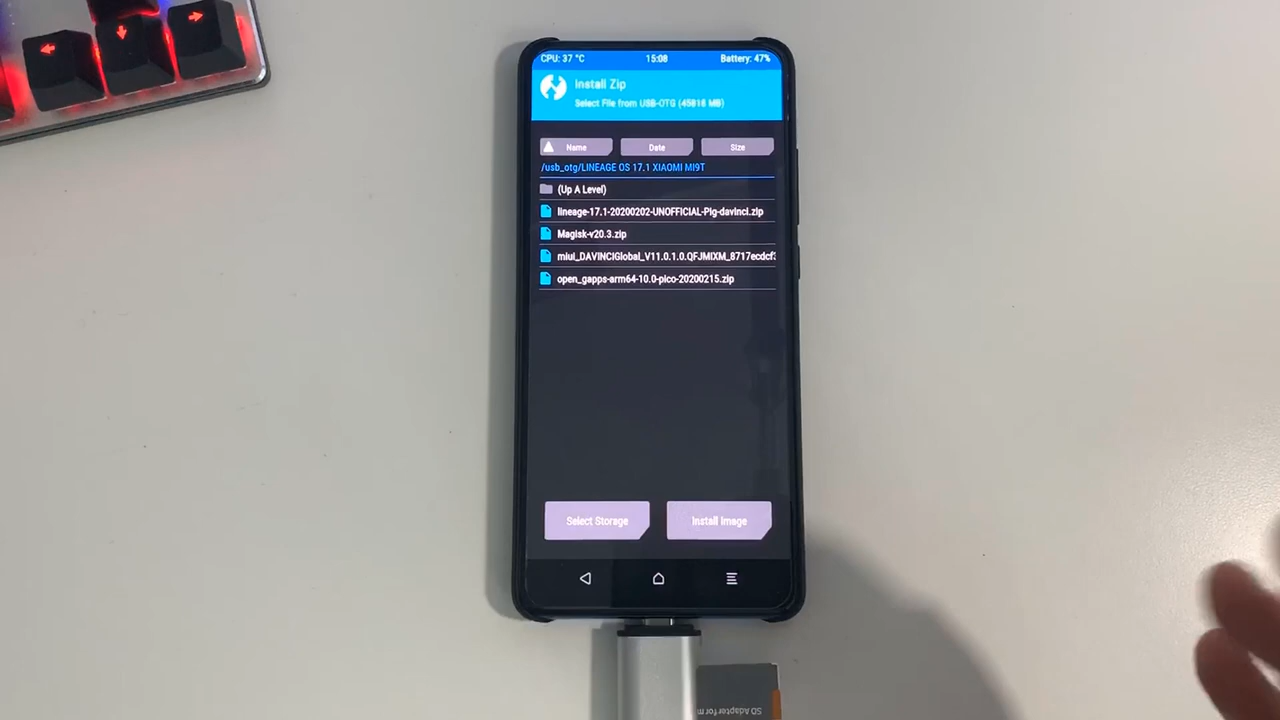 CPU: 37 °C 15:08 Battery: 47%
Install Zip
Select File from USB-OTG (45818 MB)
Name Date Size
/usb_otg/LINEAGE OS 17.1 XIAOMI MI9T
(Up A Level)
lineage-17.1-20200202-UNOFFICIAL-Pig-davinci.zip
Magisk-v20.3.zip
miui_DAVINCIGlobal_V11.0.1.0.QFJMIXM_8717ecdcf3
open_gapps-arm64-10.0-pico-20200215.zip
Select Storage Install Image
SD Adapter for m